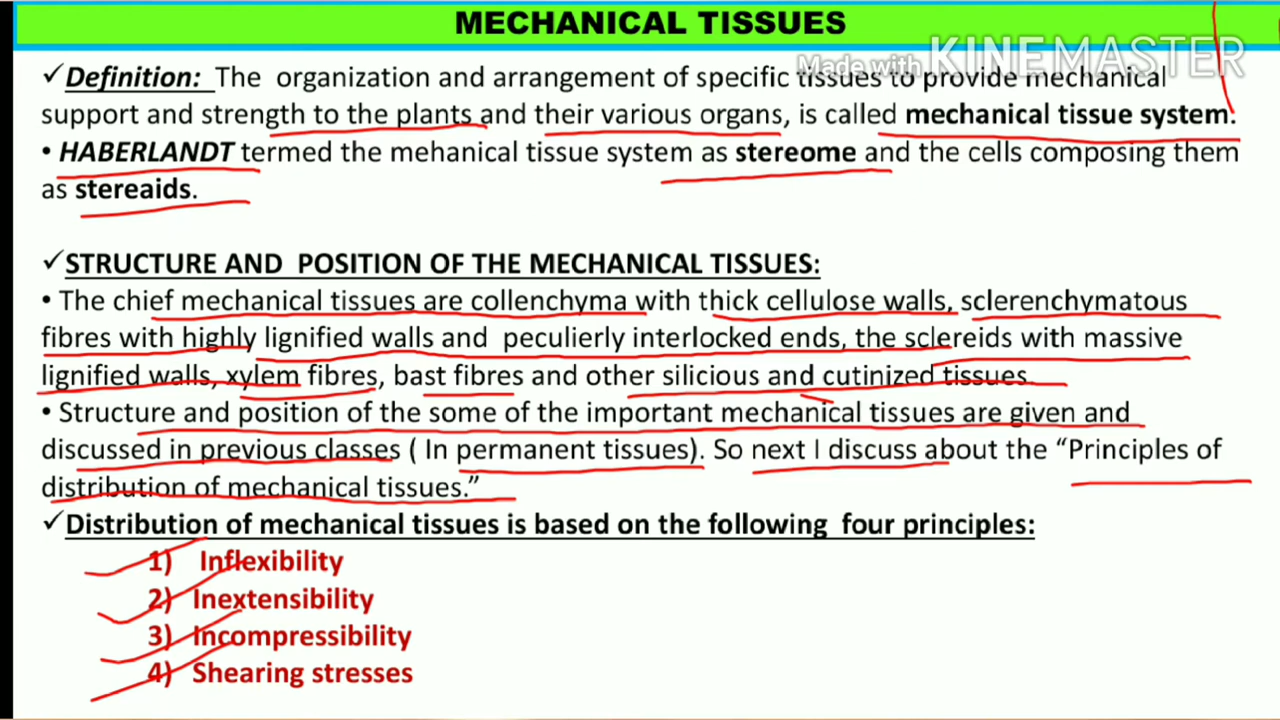 MECHANICAL TISSUES
Made with KINEMASTER
✓Definition: The organization and arrangement of specific tissues to provide mechanical
support and strength to the plants and their various organs, is called mechanical tissue system.
• HABERLANDT termed the mehanical tissue system as stereome and the cells composing them
as stereaids.
✓STRUCTURE AND POSITION OF THE MECHANICAL TISSUES:
• The chief mechanical tissues are collenchyma with thick cellulose walls, sclerenchymatous
fibres with highly lignified walls and peculierly interlocked ends, the sclereids with massive
lignified walls, xylem fibres, bast fibres and other silicious and cutinized tissues.
• Structure and position of the some of the important mechanical tissues are given and
discussed in previous classes ( In permanent tissues). So next I discuss about the “Principles of
distribution of mechanical tissues.”
✓Distribution of mechanical tissues is based on the following four principles:
1) Inflexibility
2) Inextensibility
3) Incompressibility
4) Shearing stresses